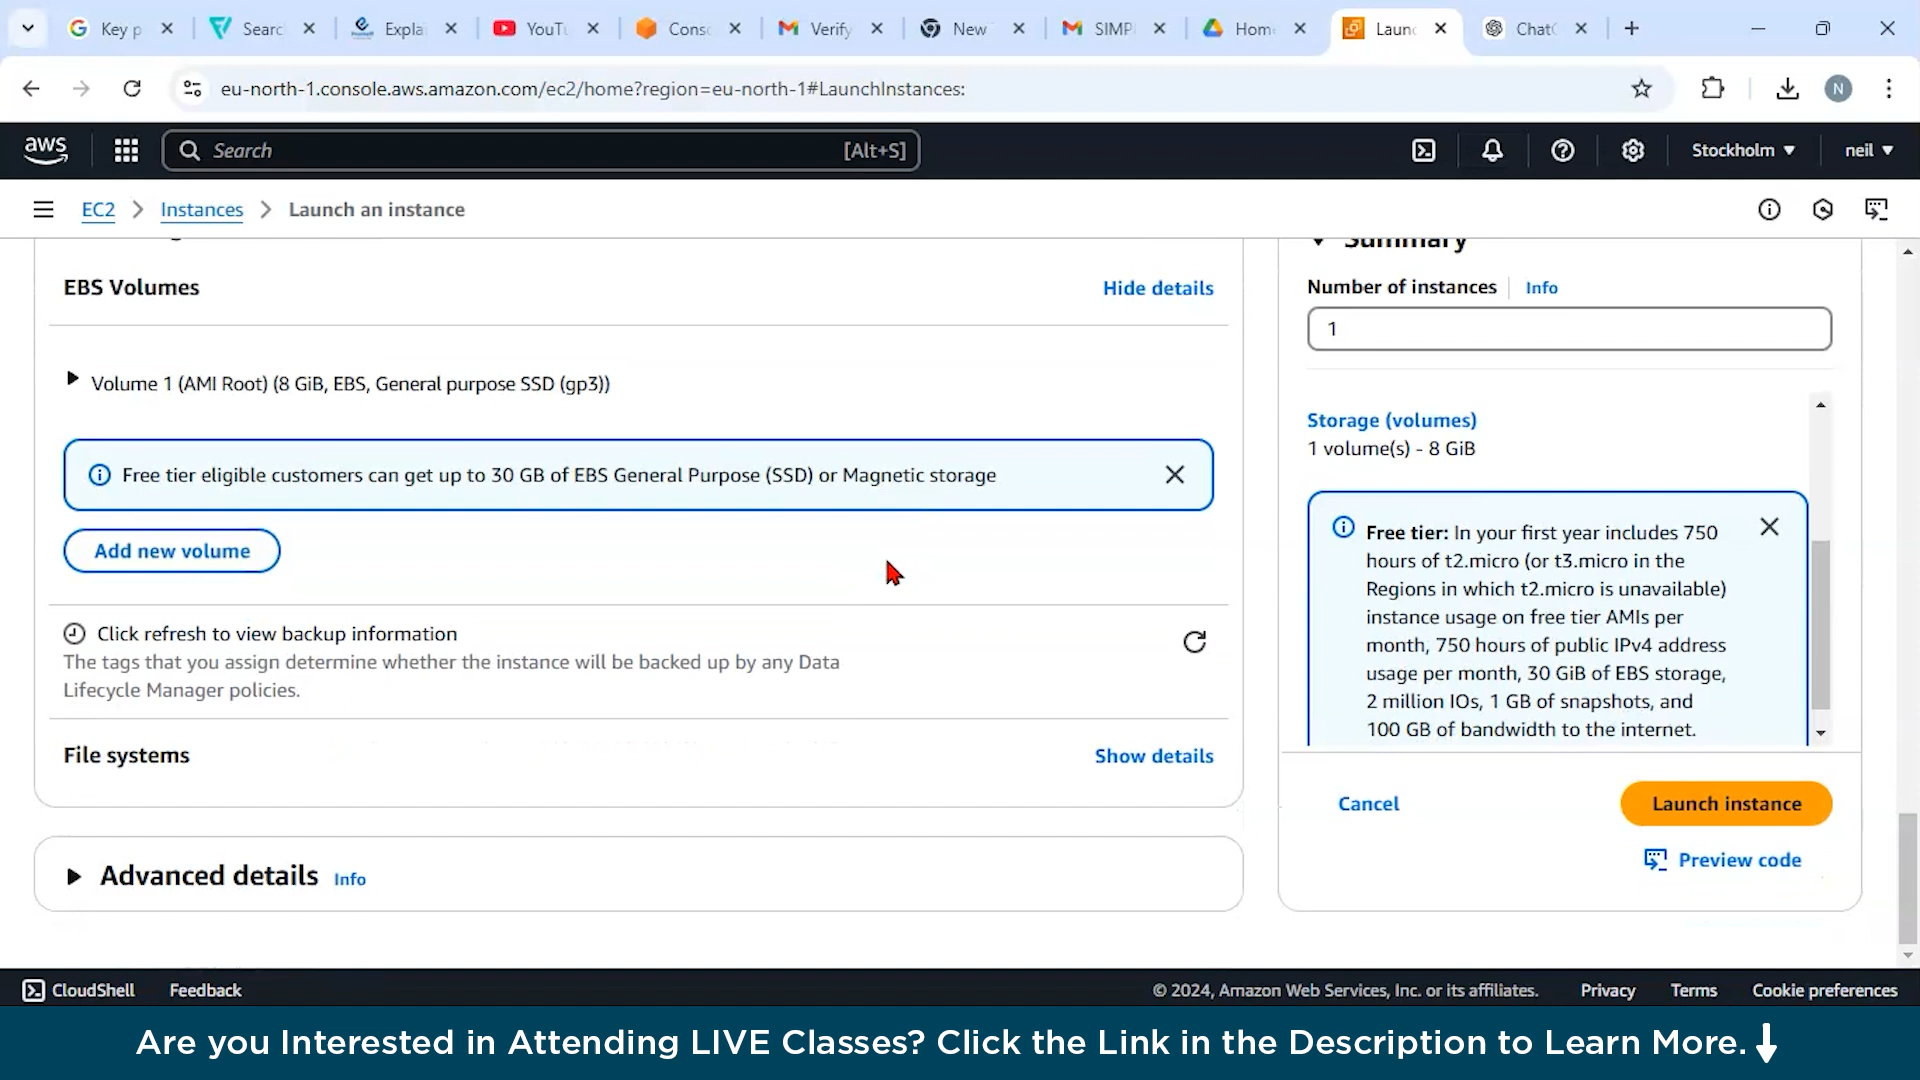 Key p
Searc
Expla
YouTu
Conso
Verify
New
SIMP
Hom
Laun
Chat
eu-north-1.console.aws.amazon.com/ec2/home?region=eu-north-1#LaunchInstances:
N
aws
Search [Alt+S]
Stockholm
neil
EC2 > Instances > Launch an instance
EBS Volumes
Hide details
Volume 1 (AMI Root) (8 GiB, EBS, General purpose SSD (gp3))
Free tier eligible customers can get up to 30 GB of EBS General Purpose (SSD) or Magnetic storage
Add new volume
Click refresh to view backup information
The tags that you assign determine whether the instance will be backed up by any Data
Lifecycle Manager policies.
File systems
Show details
Advanced details Info
Summary
Number of instances Info
1
Storage (volumes)
1 volume(s) - 8 GiB
Free tier: In your first year includes 750
hours of t2.micro (or t3.micro in the
Regions in which t2.micro is unavailable)
instance usage on free tier AMIs per
month, 750 hours of public IPv4 address
usage per month, 30 GiB of EBS storage,
2 million IOs, 1 GB of snapshots, and
100 GB of bandwidth to the internet.
Cancel
Launch instance
Preview code
CloudShell Feedback
© 2024, Amazon Web Services, Inc. or its affiliates. Privacy Terms Cookie preferences
Are you Interested in Attending LIVE Classes? Click the Link in the Description to Learn More.